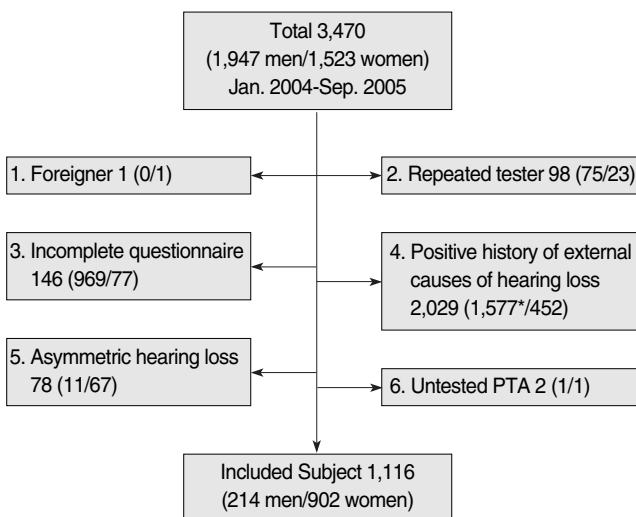 Total 3,470
(1,947 men/1,523 women)
Jan. 2004-Sep. 2005
1. Foreigner 1 (0/1)
2. Repeated tester 98 (75/23)
3. Incomplete questionnaire
146 (969/77)
4. Positive history of external
causes of hearing loss
2,029 (1,577*/452)
5. Asymmetric hearing loss
78 (11/67)
6. Untested PTA 2 (1/1)
Included Subject 1,116
(214 men/902 women)